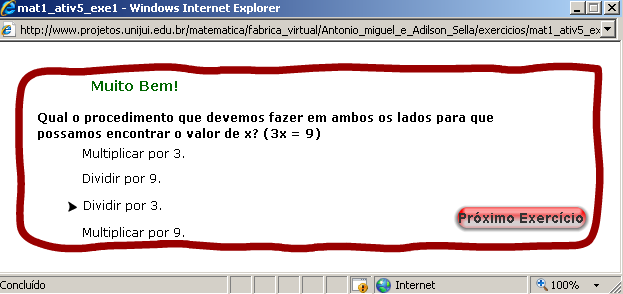 mat1_ativ5_exe1 - Windows Internet Explorer
http://www.projetos.unijui.edu.br/matematica/fabrica_virtual/Antonio_miguel_e_Adilson_Sella/exercicios/mat1_ativ5_ex
Muito Bem!
Qual o procedimento que devemos fazer em ambos os lados para que
possamos encontrar o valor de x? (3x = 9)
Multiplicar por 3.
Dividir por 9.
Dividir por 3.
Próximo Exercício
Multiplicar por 9.
Concluído
Internet
100%